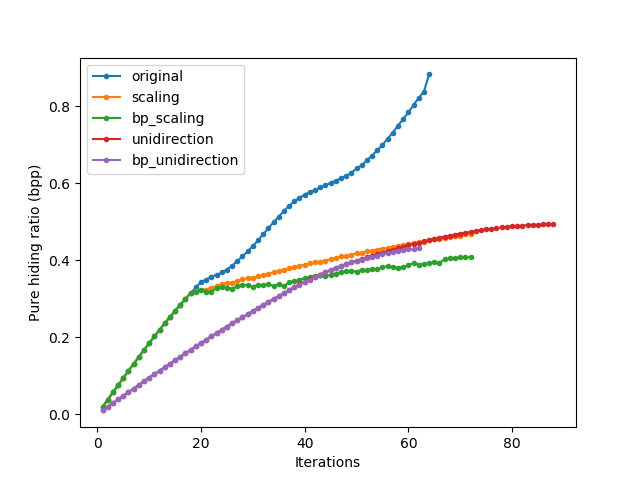 original
scaling
bp_scaling
unidirection
bp_unidirection
Pure hiding ratio (bpp)
0.8
0.6
0.4
0.2
0.0
0 20 40 60 80
Iterations